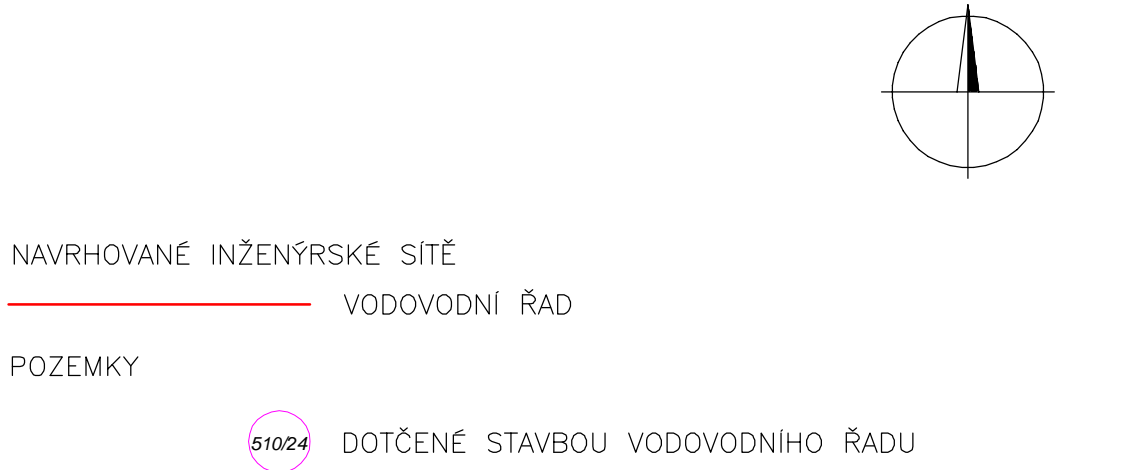 NAVRHOVANÉ INŽENÝRSKÉ SÍTĚ
VODOVODNÍ ŘAD
POZEMKY
510/24 DOTČENÉ STAVBOU VODOVODNÍHO ŘADU